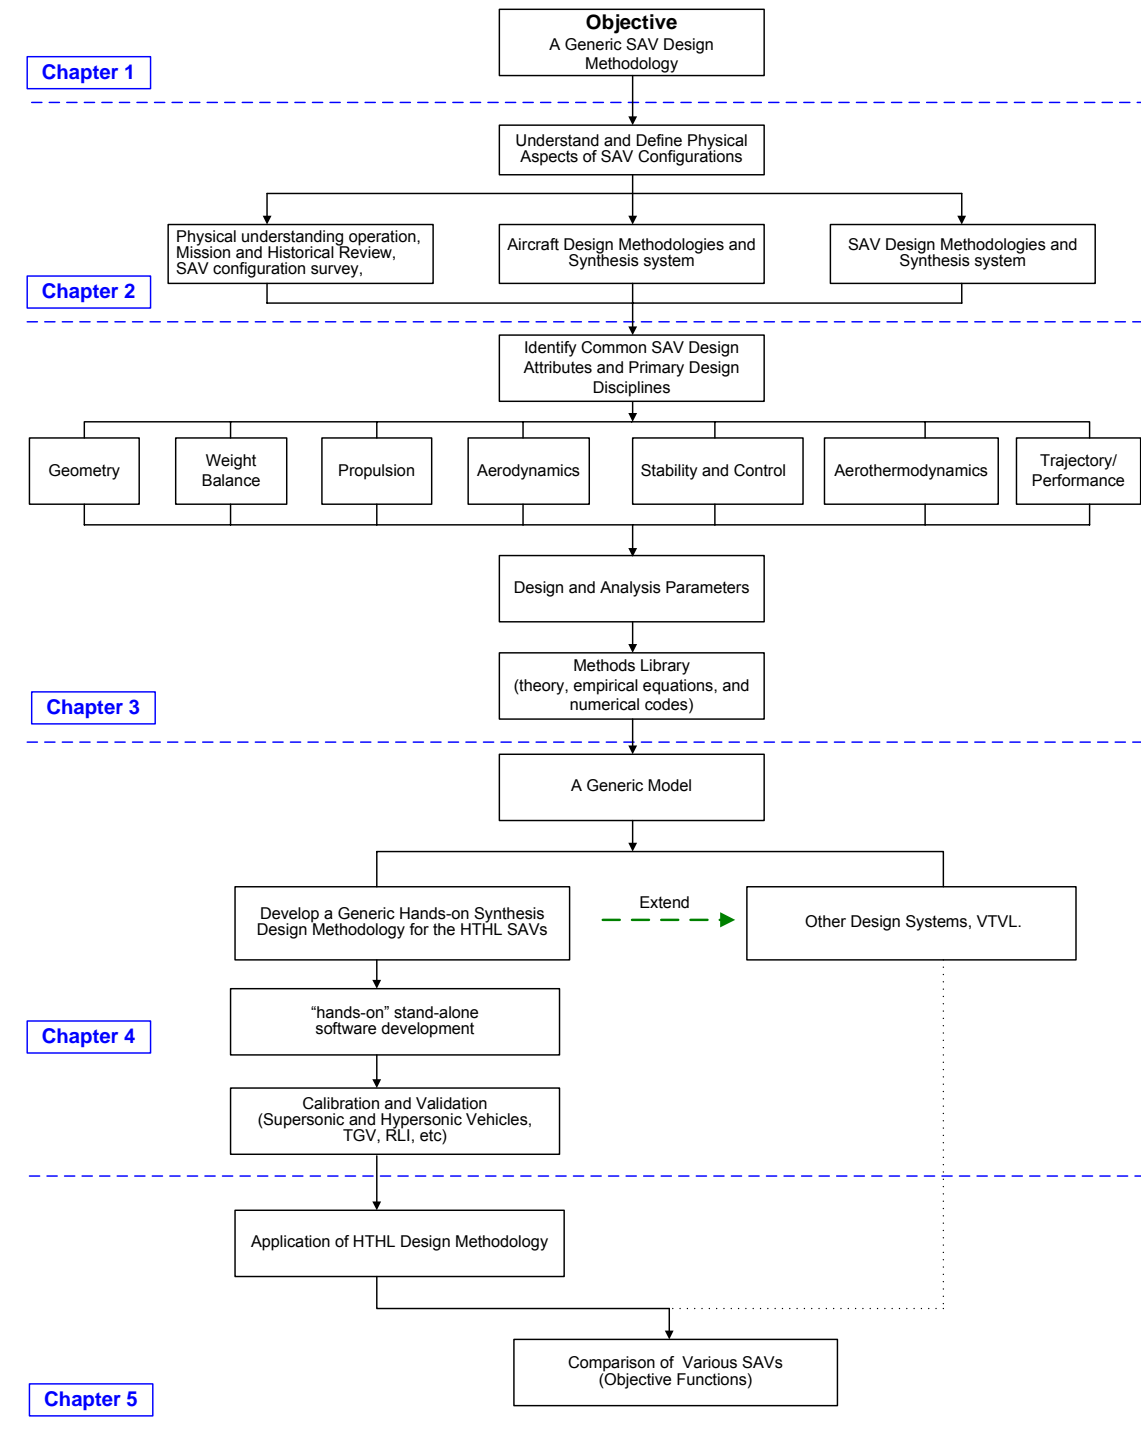 Objective
A Generic SAV Design
Methodology
Chapter 1
Understand and Define Physical
Aspects of SAV Configurations
Physical understanding operation,
Mission and Historical Review,
SAV configuration survey,
Aircraft Design Methodologies and
Synthesis system
SAV Design Methodologies and
Synthesis system
Chapter 2
Identify Common SAV Design
Attributes and Primary Design
Disciplines
Geometry
Weight
Balance
Propulsion
Aerodynamics
Stability and Control
Aerothermodynamics
Trajectory/
Performance
Design and Analysis Parameters
Methods Library
(theory, empirical equations, and
numerical codes)
Chapter 3
A Generic Model
Develop a Generic Hands-on Synthesis
Design Methodology for the HTHL SAVs
Extend
Other Design Systems, VTVL.
“hands-on” stand-alone
software development
Chapter 4
Calibration and Validation
(Supersonic and Hypersonic Vehicles,
TGV, RLI, etc)
Application of HTHL Design Methodology
Comparison of  Various SAVs
(Objective Functions)
Chapter 5